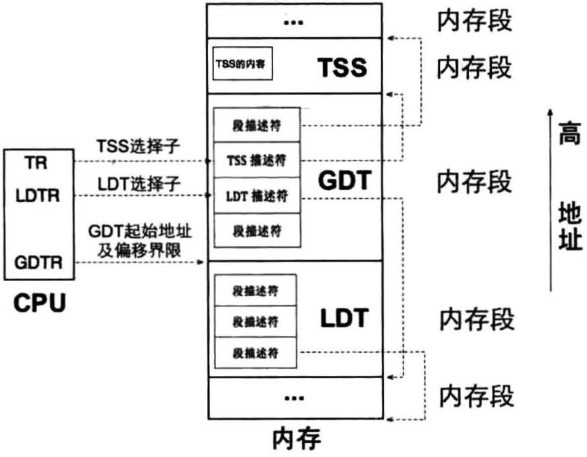 ...
内存段
TSS的内容
TSS
内存段
段描述符
TSS 描述符
LDT 描述符
段描述符
GDT
内存段
TR
LDTR
GDTR
CPU
TSS选择子
LDT选择子
GDT起始地址
及偏移界限
段描述符
段描述符
段描述符
LDT
内存段
...
内存段
内存
高
地
址